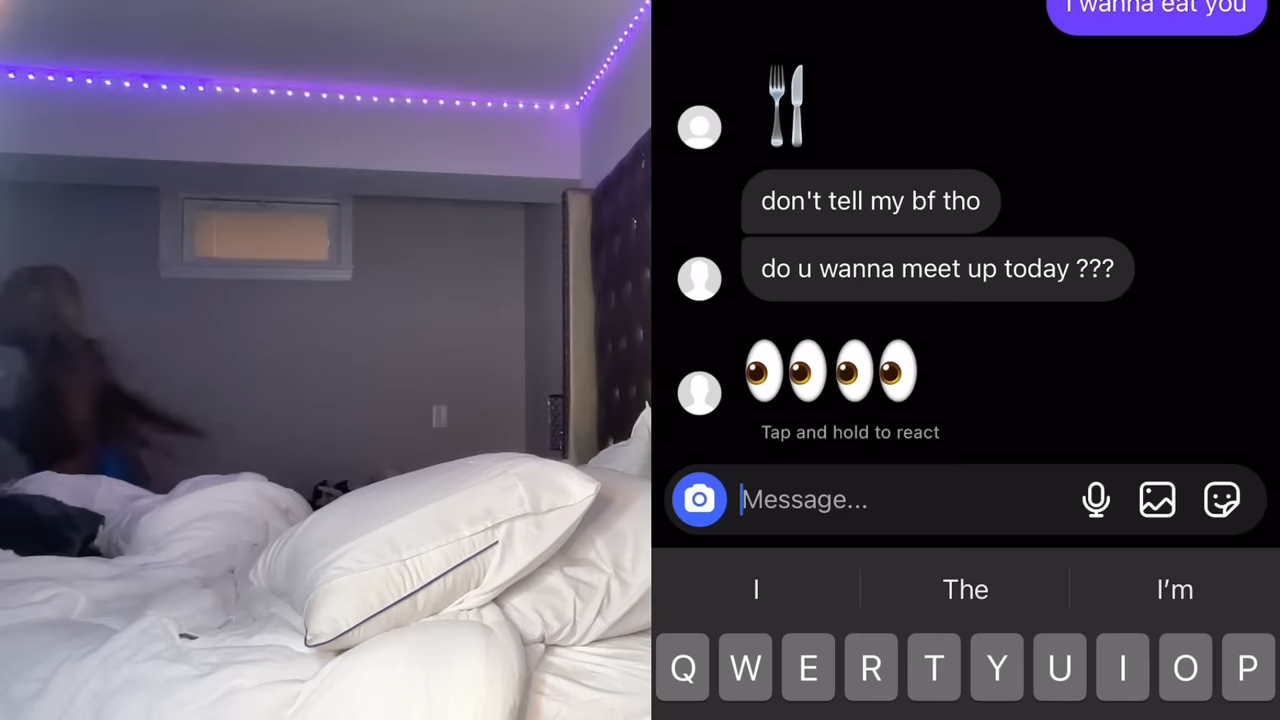 I wanna eat you
don't tell my bf tho
do u wanna meet up today ???
Tap and hold to react
Message...
I
The
I'm
Q W E R T Y U I O P